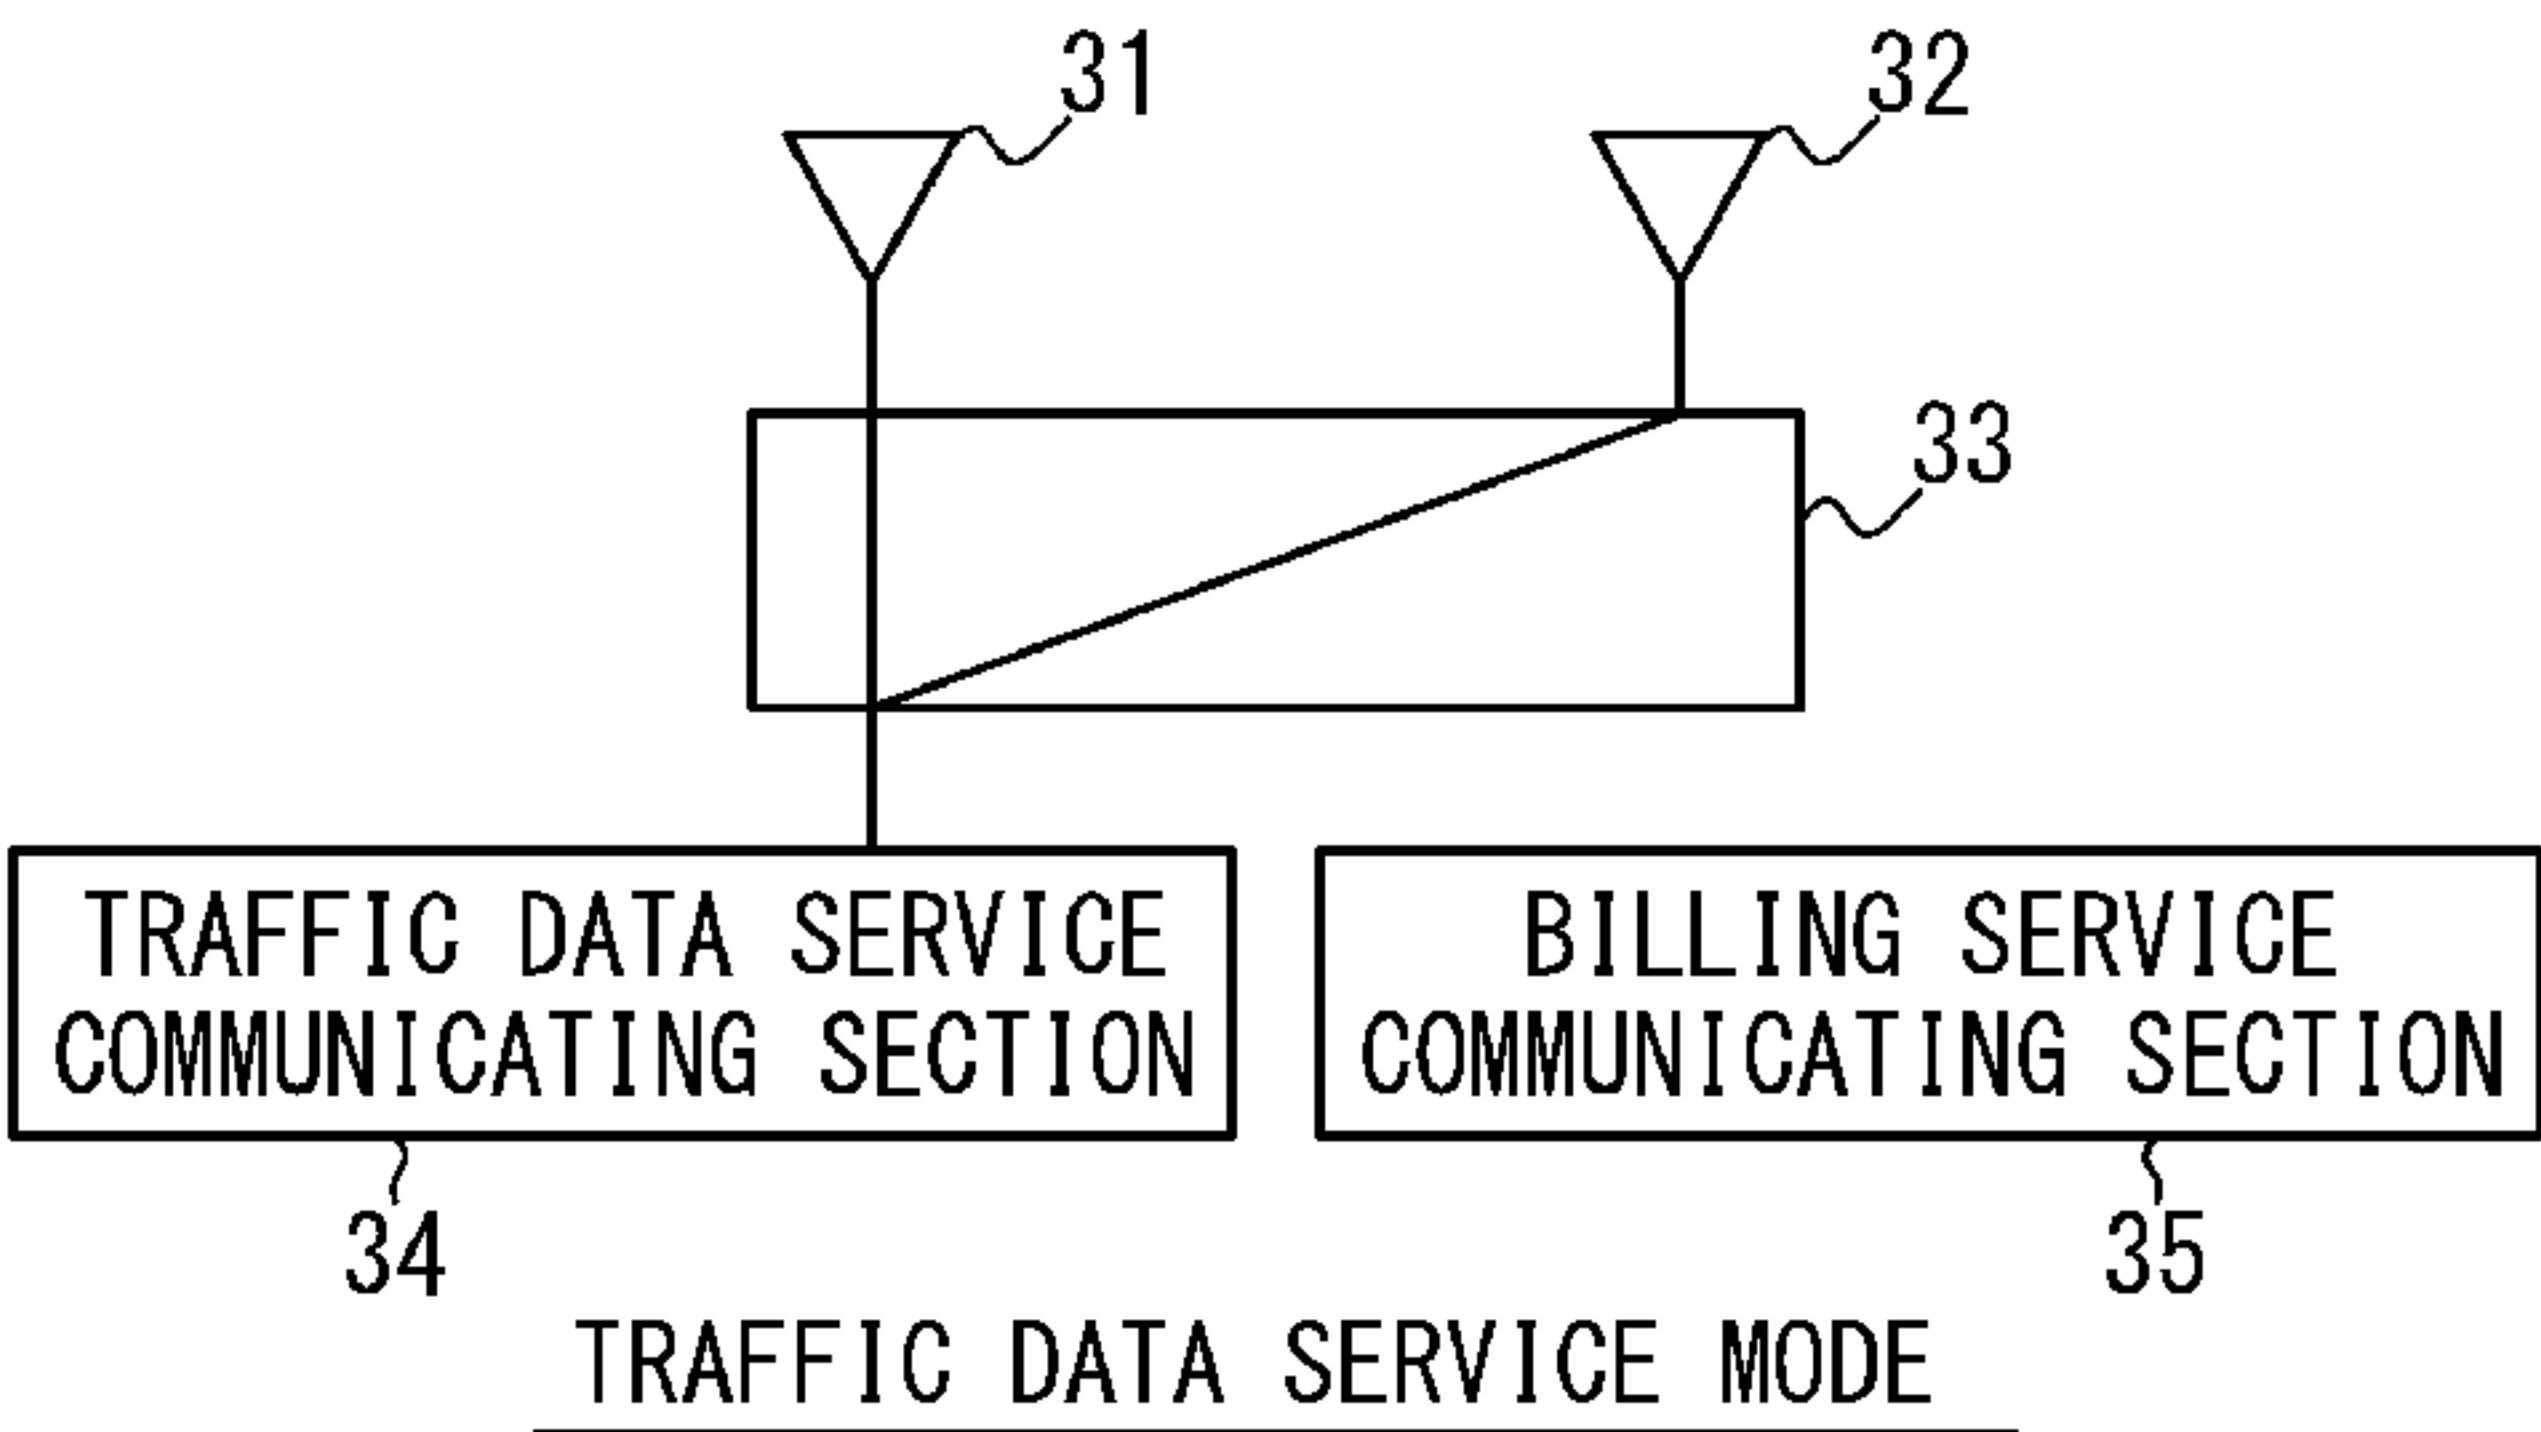 31
32
33
TRAFFIC DATA SERVICE
COMMUNICATING SECTION
BILLING SERVICE
COMMUNICATING SECTION
34
35
TRAFFIC DATA SERVICE MODE